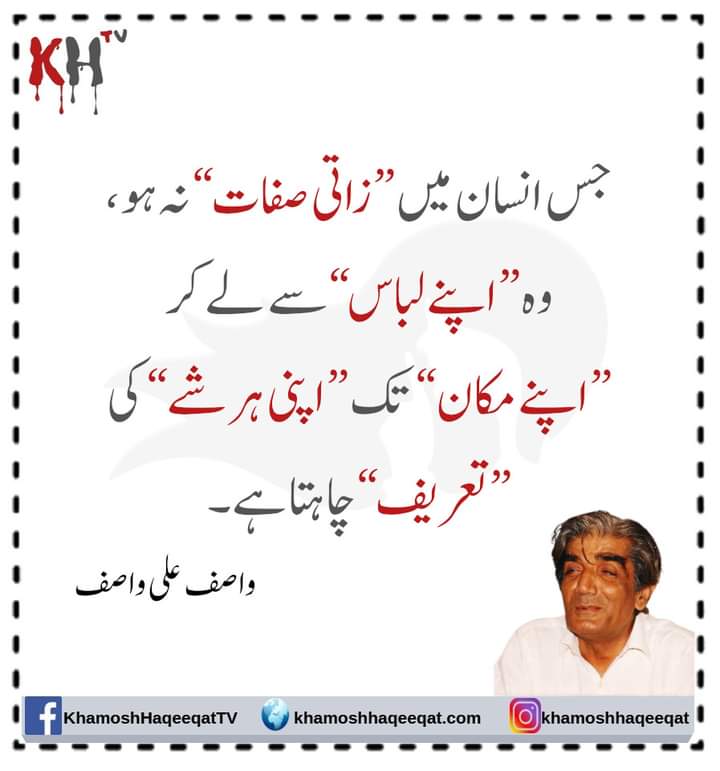 KH TV
جس انسان میں ”زاتی صفات“ نہ ہو،
وہ ”اپنے لباس“ سے لے کر
”اپنے مکان“ تک ”اپنی ہر شے“ کی
”تعریف“ چاہتا ہے۔
واصف علی واصف
KhamoshHaqeeqatTV khamoshhaqeeqat.com khamoshhaqeeqat